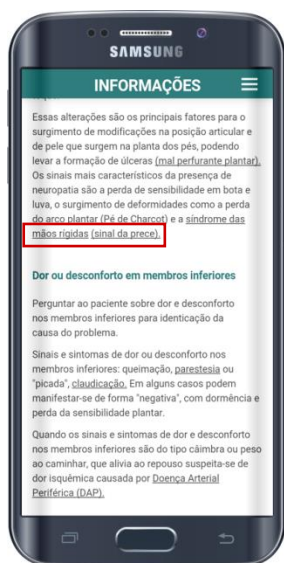 SAMSUNG
INFORMAÇÕES
Essas alterações são os principais fatores para o
surgimento de modificações na posição articular e
de pele que surgem na planta dos pés, podendo
levar a formação de úlceras (mal perfurante plantar).
Os sinais mais característicos da presença de
neuropatia são a perda de sensibilidade em bota e
luva, o surgimento de deformidades como a perda
do arco plantar (Pé de Charcot) e a síndrome das
mãos rígidas (sinal da prece).
Dor ou desconforto em membros inferiores
Perguntar ao paciente sobre dor e desconforto
nos membros inferiores para identificação da
causa do problema.
Sinais e sintomas de dor ou desconforto nos
membros inferiores: queimação, parestesia ou
"picada", claudicação. Em alguns casos podem
manifestar-se de forma "negativa", com dormência e
perda da sensibilidade plantar.
Quando os sinais e sintomas de dor e desconforto
nos membros inferiores são do tipo câimbra ou peso
ao caminhar, que alivia ao repouso suspeita-se de
dor isquêmica causada por Doença Arterial
Periférica (DAP).